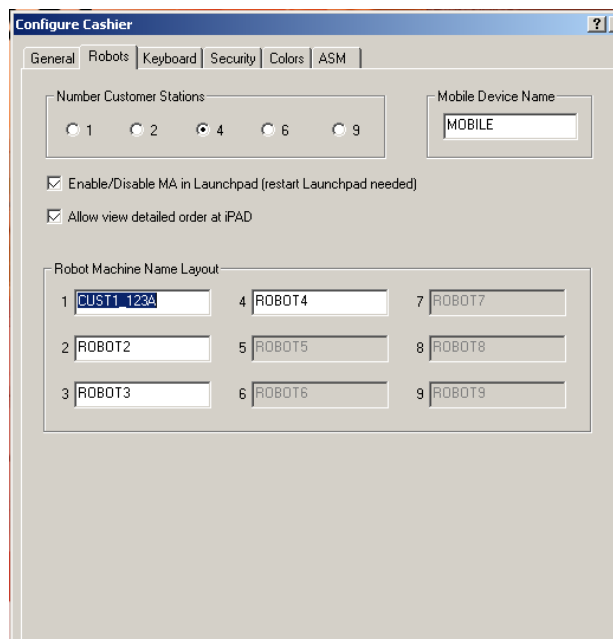 Configure Cashier
?
General Robots Keyboard Security Colors ASM
Number Customer Stations
1 2 4 6 9
Mobile Device Name
MOBILE
Enable/Disable MA in Launchpad (restart Launchpad needed)
Allow view detailed order at iPAD
Robot Machine Name Layout
1 CUST1_123A 4 ROBOT4 7 ROBOT7
2 ROBOT2 5 ROBOT5 8 ROBOT8
3 ROBOT3 6 ROBOT6 9 ROBOT9